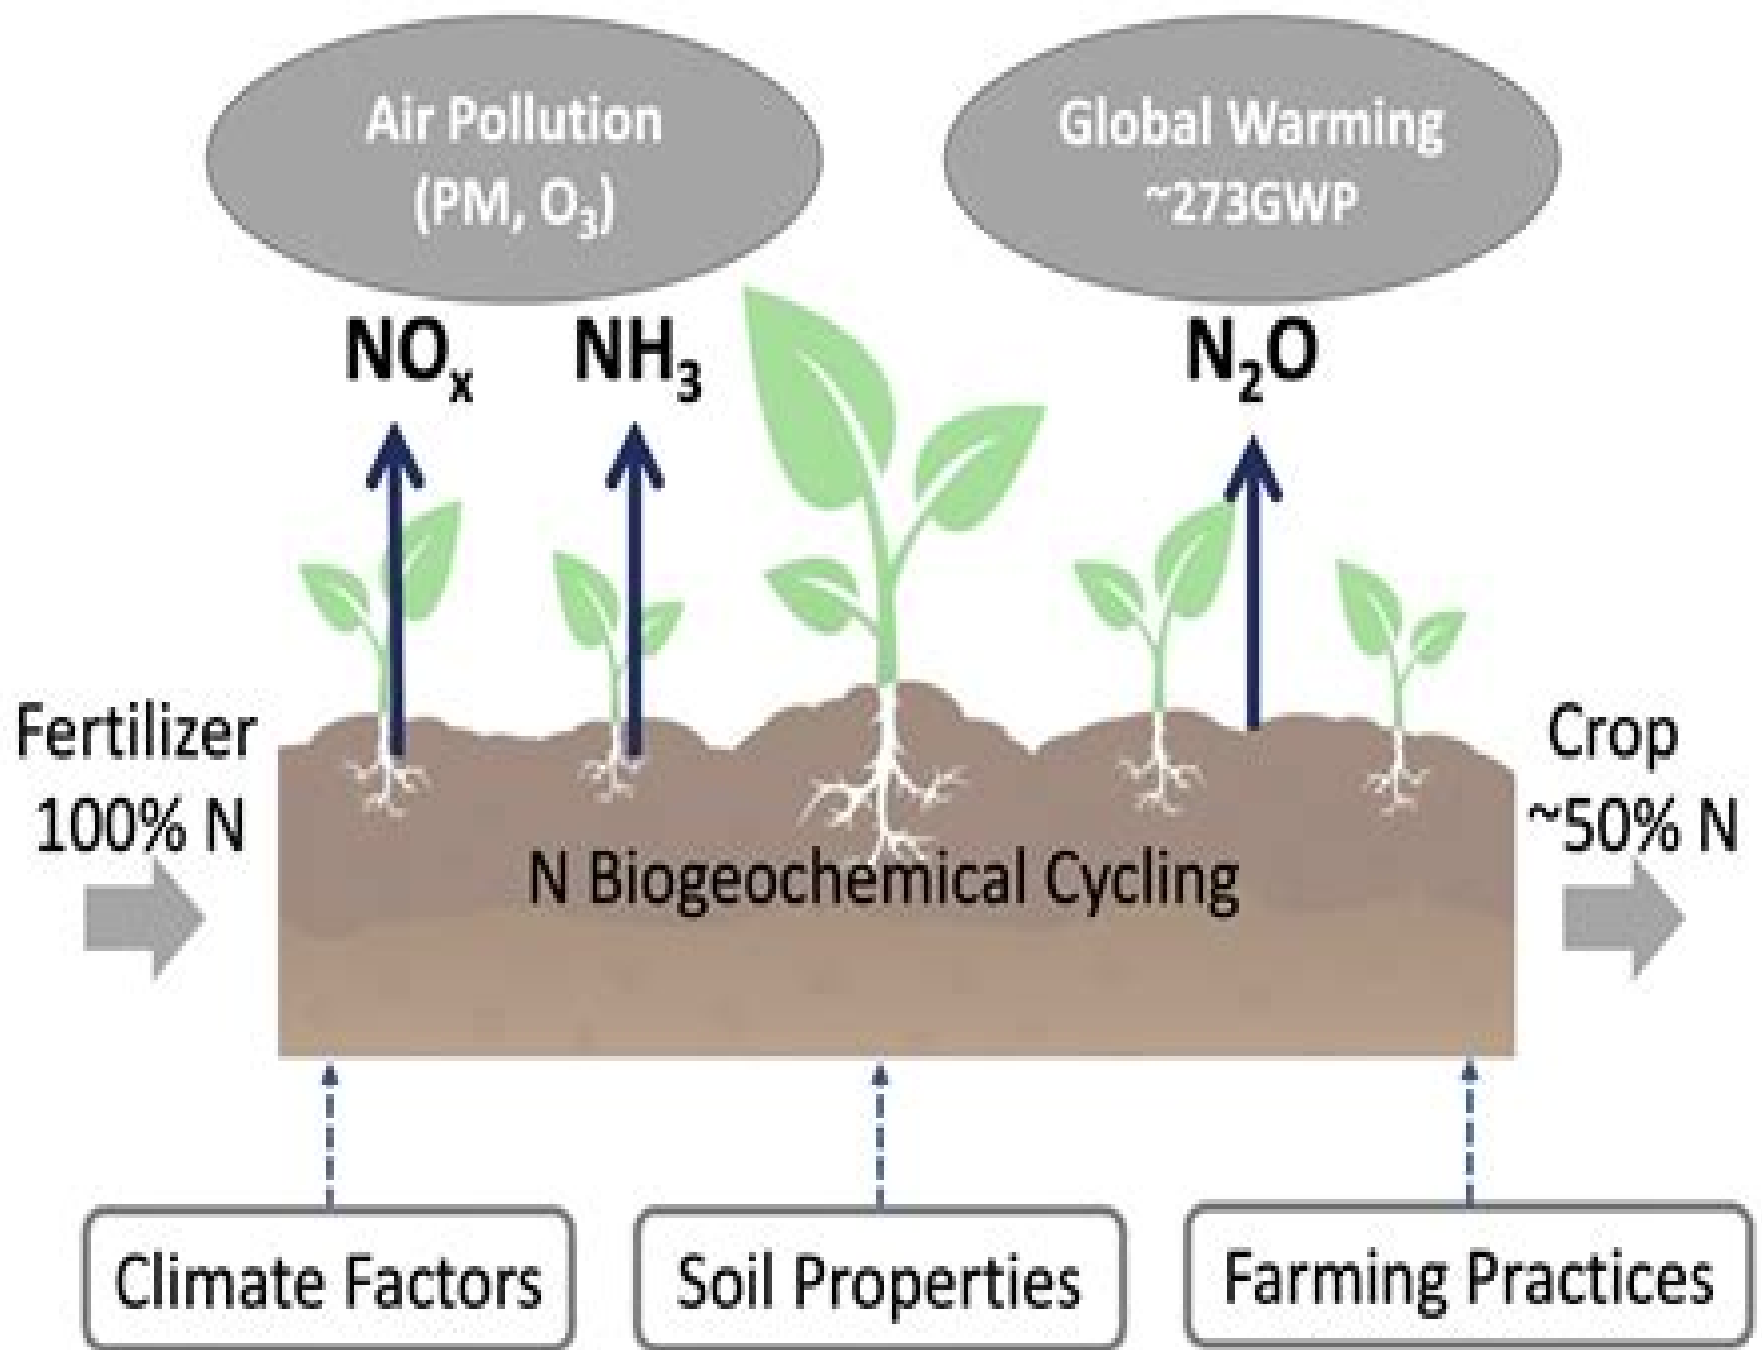 Air Pollution
(PM, O₃)
Global Warming
~273GWP
NOₓ
NH₃
N₂O
Fertilizer
100% N
Crop
~50% N
N Biogeochemical Cycling
Climate Factors
Soil Properties
Farming Practices